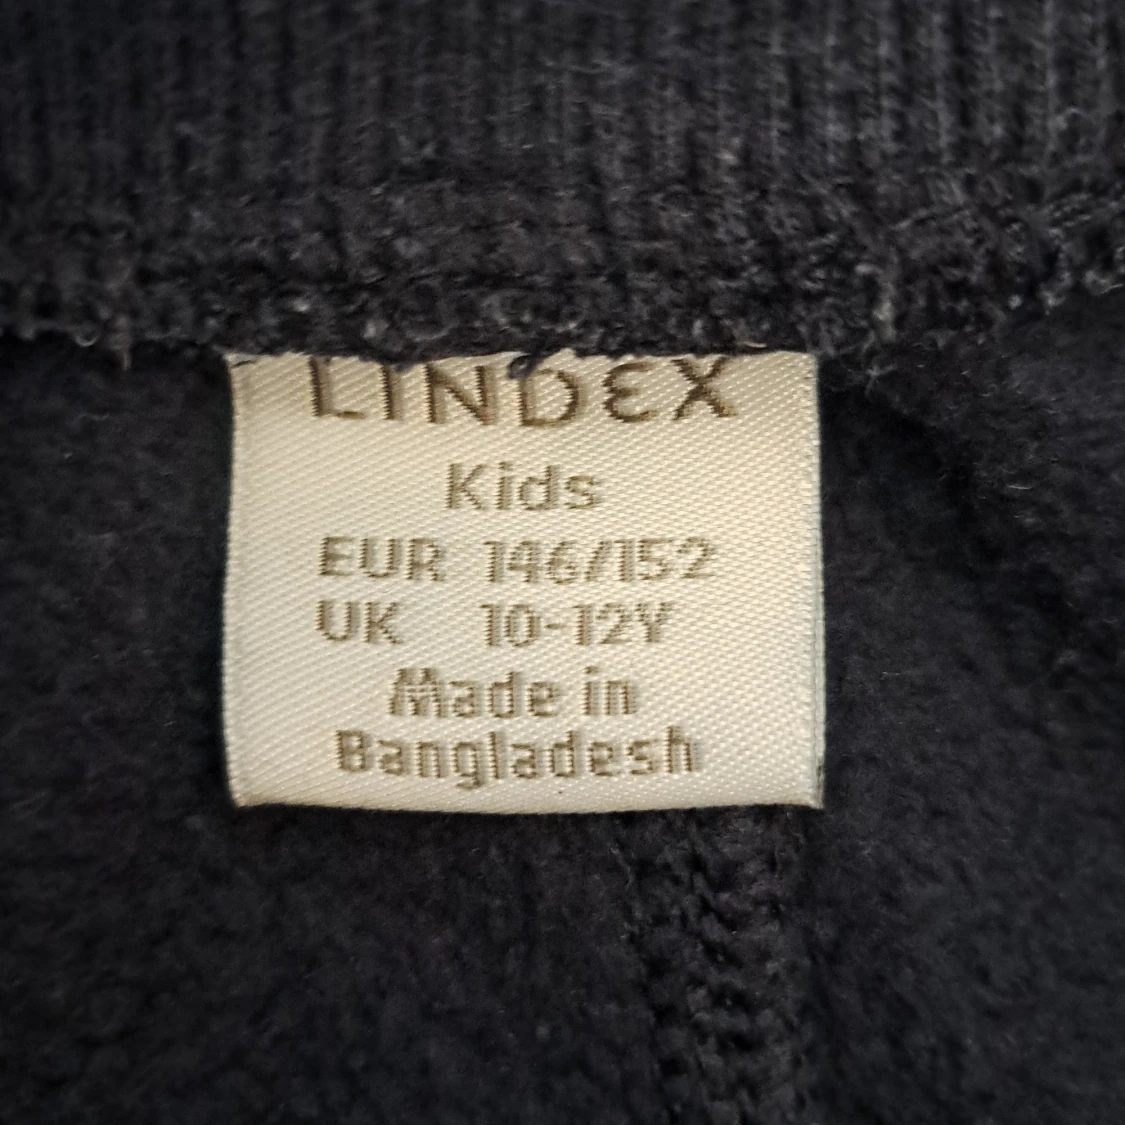 LINDEX
Kids
EUR 146/152
UK 10-12Y
Made in
Bangladesh